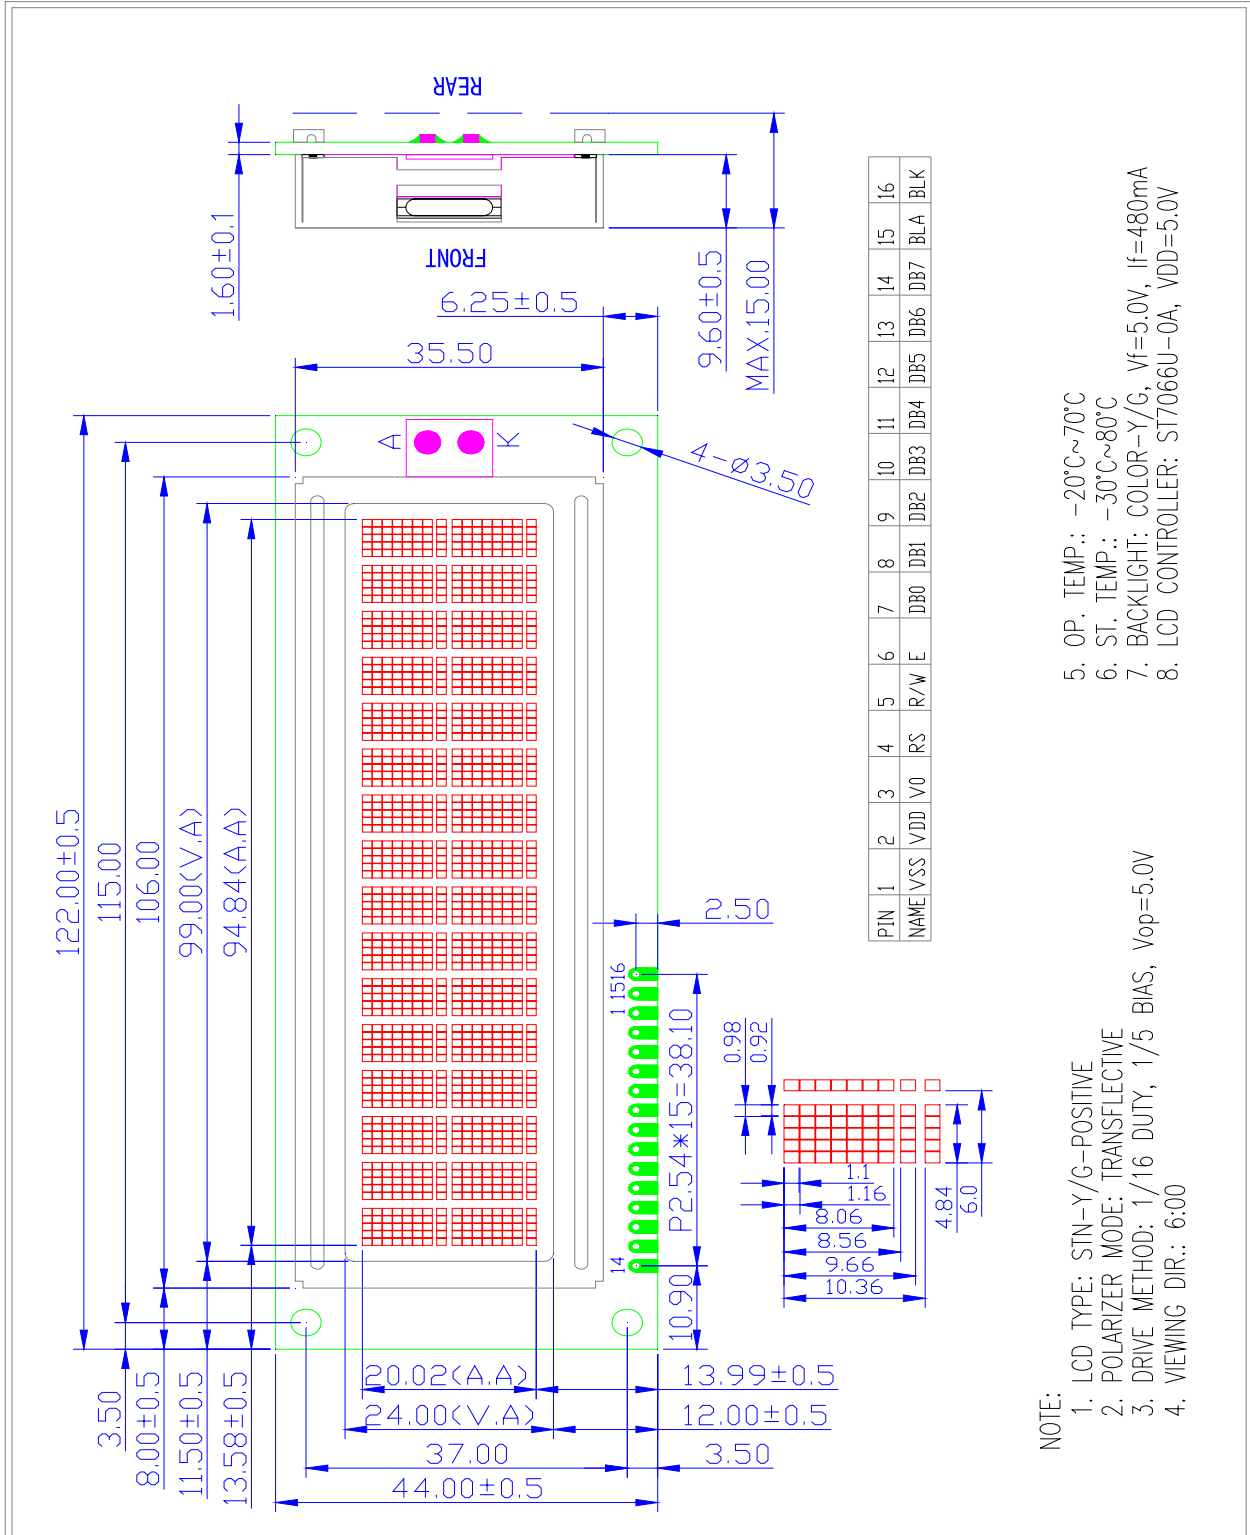 REAR
FRONT
1.60±0.1
6.25±0.5
35.50
9.60±0.5
MAX.15.00
A
K
4-ø3.50
122.00±0.5
115.00
106.00
99.00(V.A)
94.84(A.A)
2.50
1 1516
14
P2.54*15=38.10
10.90
3.50
8.00±0.5
11.50±0.5
13.58±0.5
20.02(A.A)
13.99±0.5
24.00(V.A)
12.00±0.5
37.00
3.50
44.00±0.5
0.98
0.92
1.1
1.16
8.06
8.56
9.66
10.36
4.84
6.0
PIN 1 2 3 4 5 6 7 8 9 10 11 12 13 14 15 16
NAME VSS VDD V0 RS R/W E DB0 DB1 DB2 DB3 DB4 DB5 DB6 DB7 BLA BLK
NOTE:
1. LCD TYPE: STN-Y/G-POSITIVE
2. POLARIZER MODE: TRANSFLECTIVE
3. DRIVE METHOD: 1/16 DUTY, 1/5 BIAS, Vop=5.0V
4. VIEWING DIR.: 6:00
5. OP. TEMP.: -20°C~70°C
6. ST. TEMP.: -30°C~80°C
7. BACKLIGHT: COLOR-Y/G, Vf=5.0V, If=480mA
8. LCD CONTROLLER: ST7066U-0A, VDD=5.0V